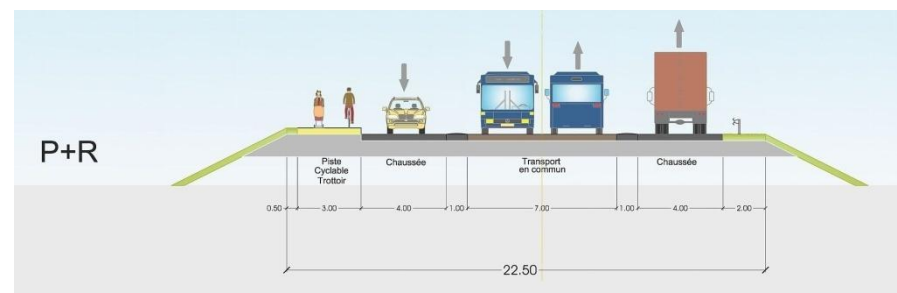 P+R
Piste
Cyclable
Trottoir
Chaussée
Transport
en commun
Chaussée
0.50
3.00
4.00
1.00
7.00
1.00
4.00
2.00
22.50